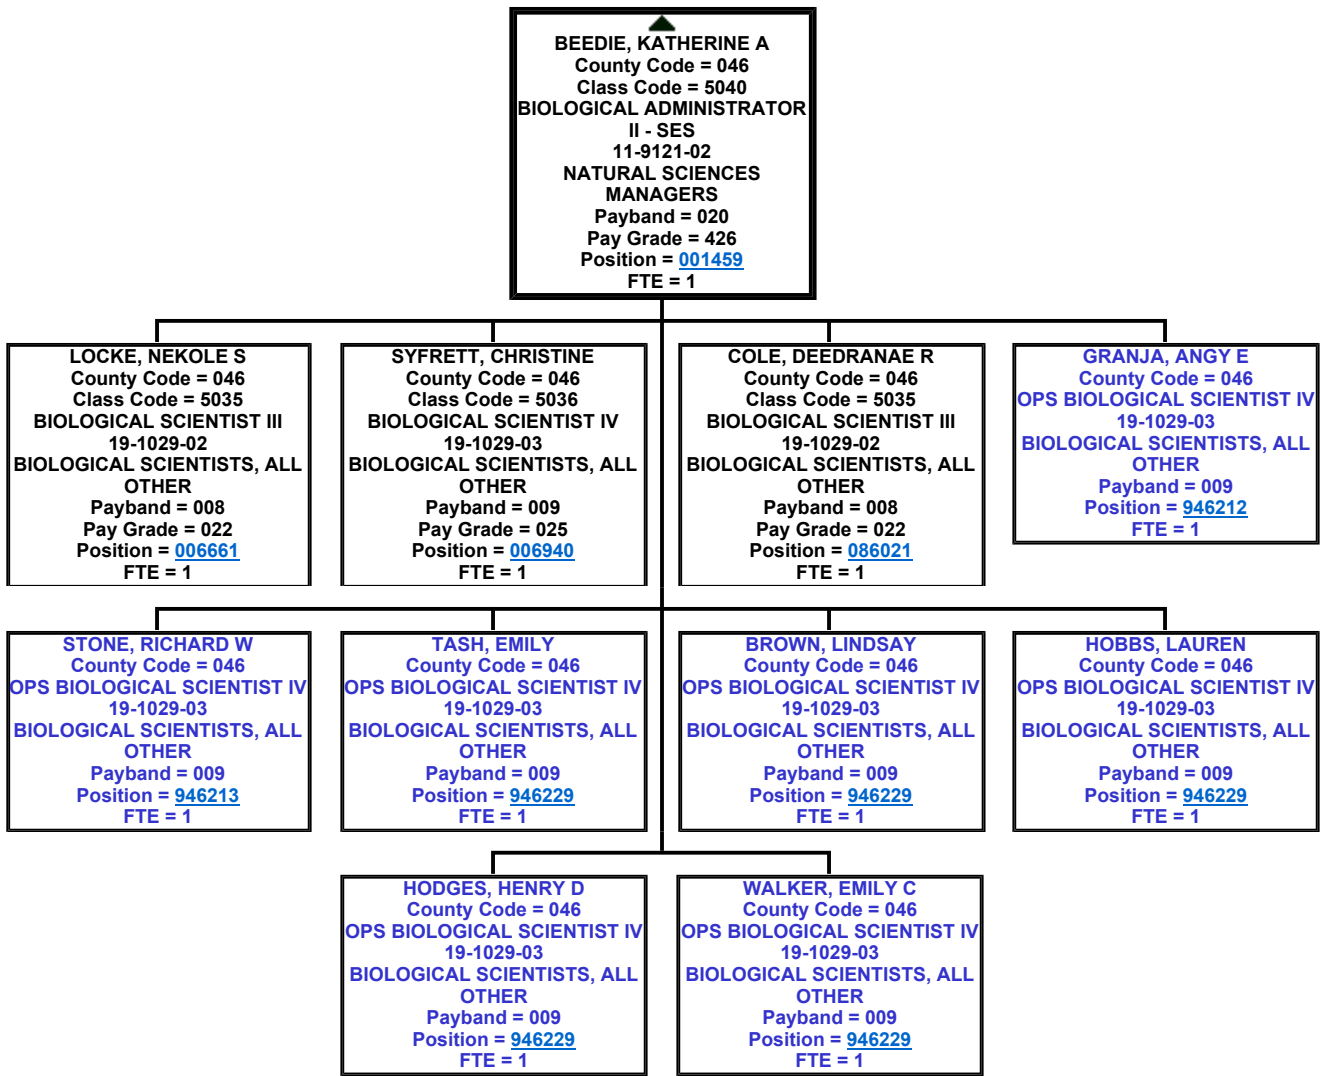 BEEDIE, KATHERINE A
County Code = 046
Class Code = 5040
BIOLOGICAL ADMINISTRATOR
II - SES
11-9121-02
NATURAL SCIENCES
MANAGERS
Payband = 020
Pay Grade = 426
Position = 001459
FTE = 1
LOCKE, NEKOLE S
County Code = 046
Class Code = 5035
BIOLOGICAL SCIENTIST III
19-1029-02
BIOLOGICAL SCIENTISTS, ALL
OTHER
Payband = 008
Pay Grade = 022
Position = 006661
FTE = 1
SYFRETT, CHRISTINE
County Code = 046
Class Code = 5036
BIOLOGICAL SCIENTIST IV
19-1029-03
BIOLOGICAL SCIENTISTS, ALL
OTHER
Payband = 009
Pay Grade = 025
Position = 006940
FTE = 1
COLE, DEEDRANAE R
County Code = 046
Class Code = 5035
BIOLOGICAL SCIENTIST III
19-1029-02
BIOLOGICAL SCIENTISTS, ALL
OTHER
Payband = 008
Pay Grade = 022
Position = 086021
FTE = 1
GRANJA, ANGY E
County Code = 046
OPS BIOLOGICAL SCIENTIST IV
19-1029-03
BIOLOGICAL SCIENTISTS, ALL
OTHER
Payband = 009
Position = 946212
FTE = 1
STONE, RICHARD W
County Code = 046
OPS BIOLOGICAL SCIENTIST IV
19-1029-03
BIOLOGICAL SCIENTISTS, ALL
OTHER
Payband = 009
Position = 946213
FTE = 1
TASH, EMILY
County Code = 046
OPS BIOLOGICAL SCIENTIST IV
19-1029-03
BIOLOGICAL SCIENTISTS, ALL
OTHER
Payband = 009
Position = 946229
FTE = 1
BROWN, LINDSAY
County Code = 046
OPS BIOLOGICAL SCIENTIST IV
19-1029-03
BIOLOGICAL SCIENTISTS, ALL
OTHER
Payband = 009
Position = 946229
FTE = 1
HOBBS, LAUREN
County Code = 046
OPS BIOLOGICAL SCIENTIST IV
19-1029-03
BIOLOGICAL SCIENTISTS, ALL
OTHER
Payband = 009
Position = 946229
FTE = 1
HODGES, HENRY D
County Code = 046
OPS BIOLOGICAL SCIENTIST IV
19-1029-03
BIOLOGICAL SCIENTISTS, ALL
OTHER
Payband = 009
Position = 946229
FTE = 1
WALKER, EMILY C
County Code = 046
OPS BIOLOGICAL SCIENTIST IV
19-1029-03
BIOLOGICAL SCIENTISTS, ALL
OTHER
Payband = 009
Position = 946229
FTE = 1